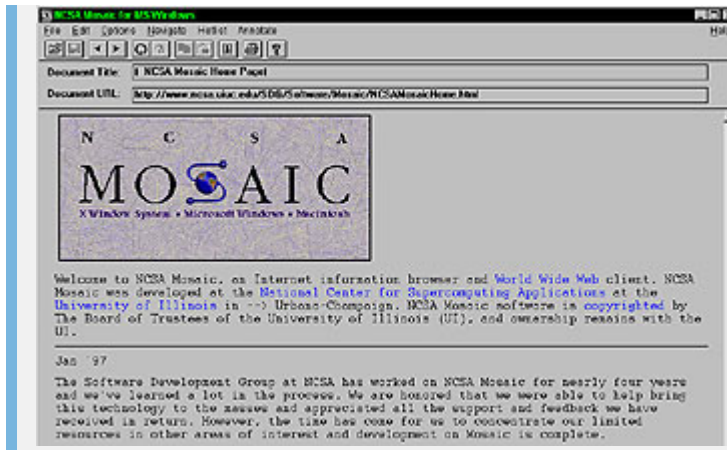 NCSA Mosaic for MS Windows
File Edit Options Navigate Hotlist Annotate Help
Document Title: NCSA Mosaic Home Page
Document URL: http://www.ncsa.uiuc.edu/SDG/Software/Mosaic/NCSAMosaicHome.html
N C S A
MOSAIC
X Window System • Microsoft Windows • Macintosh
Welcome to NCSA Mosaic, an Internet information browser and World Wide Web client. NCSA
Mosaic was developed at the National Center for Supercomputing Applications at the
University of Illinois in --> Urbana-Champaign. NCSA Mosaic software is copyrighted by
The Board of Trustees of the University of Illinois (UI), and ownership remains with the
UI.
Jan '97
The Software Development Group at NCSA has worked on NCSA Mosaic for nearly four years
and we've learned a lot in the process. We are honored that we were able to help bring
this technology to the masses and appreciated all the support and feedback we have
received in return. However, the time has come for us to concentrate our limited
resources in other areas of interest and development on Mosaic is complete.